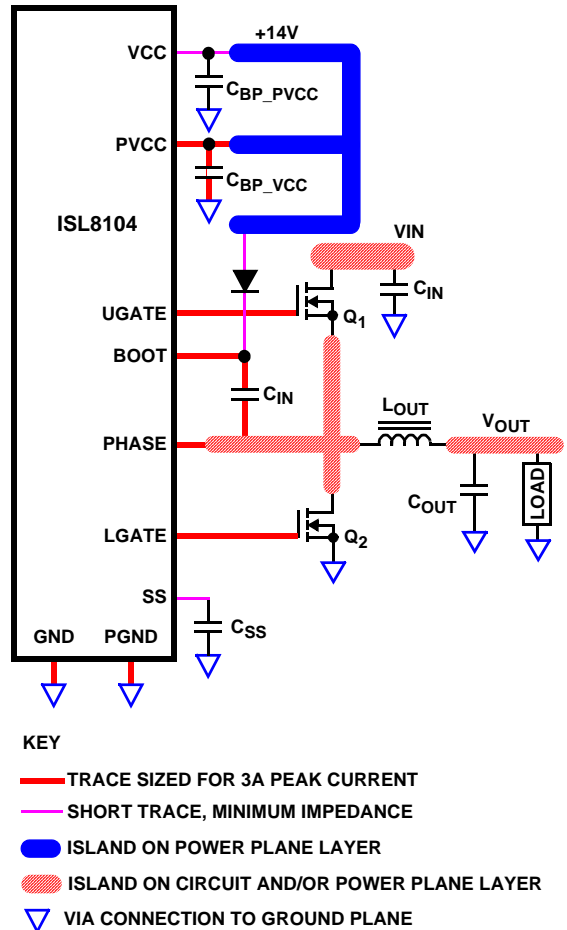 +14V
VCC
CBP_PVCC
PVCC
CBP_VCC
ISL8104
VIN
CIN
UGATE
Q1
BOOT
CIN
LOUT
VOUT
PHASE
COUT
LOAD
LGATE
Q2
SS
CSS
GND PGND
KEY
TRACE SIZED FOR 3A PEAK CURRENT
SHORT TRACE, MINIMUM IMPEDANCE
ISLAND ON POWER PLANE LAYER
ISLAND ON CIRCUIT AND/OR POWER PLANE LAYER
VIA CONNECTION TO GROUND PLANE